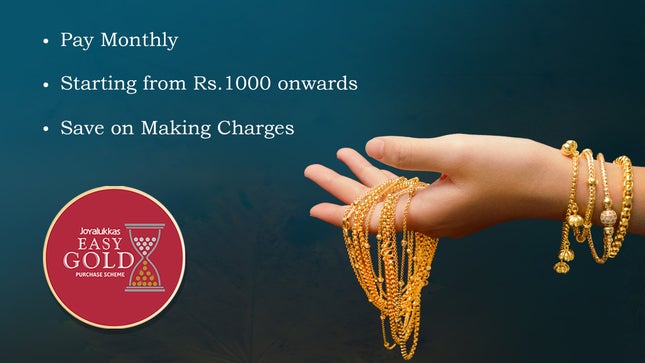 • Pay Monthly
• Starting from Rs.1000 onwards
• Save on Making Charges
Joyalukkas
EASY
GOLD
PURCHASE SCHEME